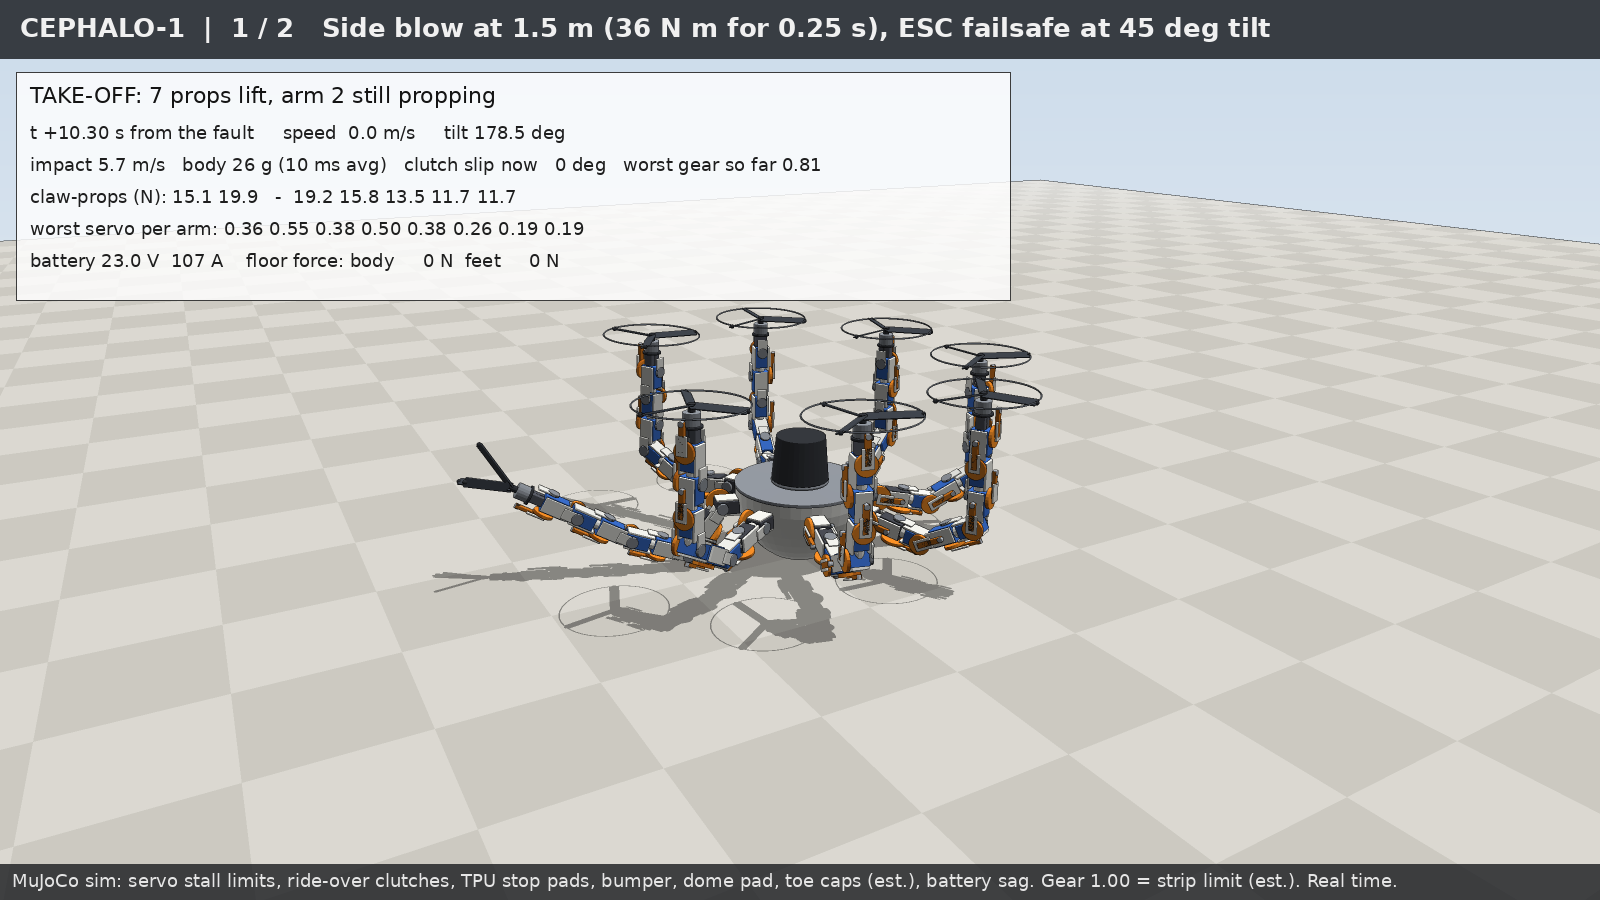 CEPHALO-1 | 1 / 2 Side blow at 1.5 m (36 N m for 0.25 s), ESC failsafe at 45 deg tilt
TAKE-OFF: 7 props lift, arm 2 still propping
t +10.30 s from the fault speed 0.0 m/s tilt 178.5 deg
impact 5.7 m/s body 26 g (10 ms avg) clutch slip now 0 deg worst gear so far 0.81
claw-props (N): 15.1 19.9 - 19.2 15.8 13.5 11.7 11.7
worst servo per arm: 0.36 0.55 0.38 0.50 0.38 0.26 0.19 0.19
battery 23.0 V 107 A floor force: body 0 N feet 0 N
MuJoCo sim: servo stall limits, ride-over clutches, TPU stop pads, bumper, dome pad, toe caps (est.), battery sag. Gear 1.00 = strip limit (est.). Real time.